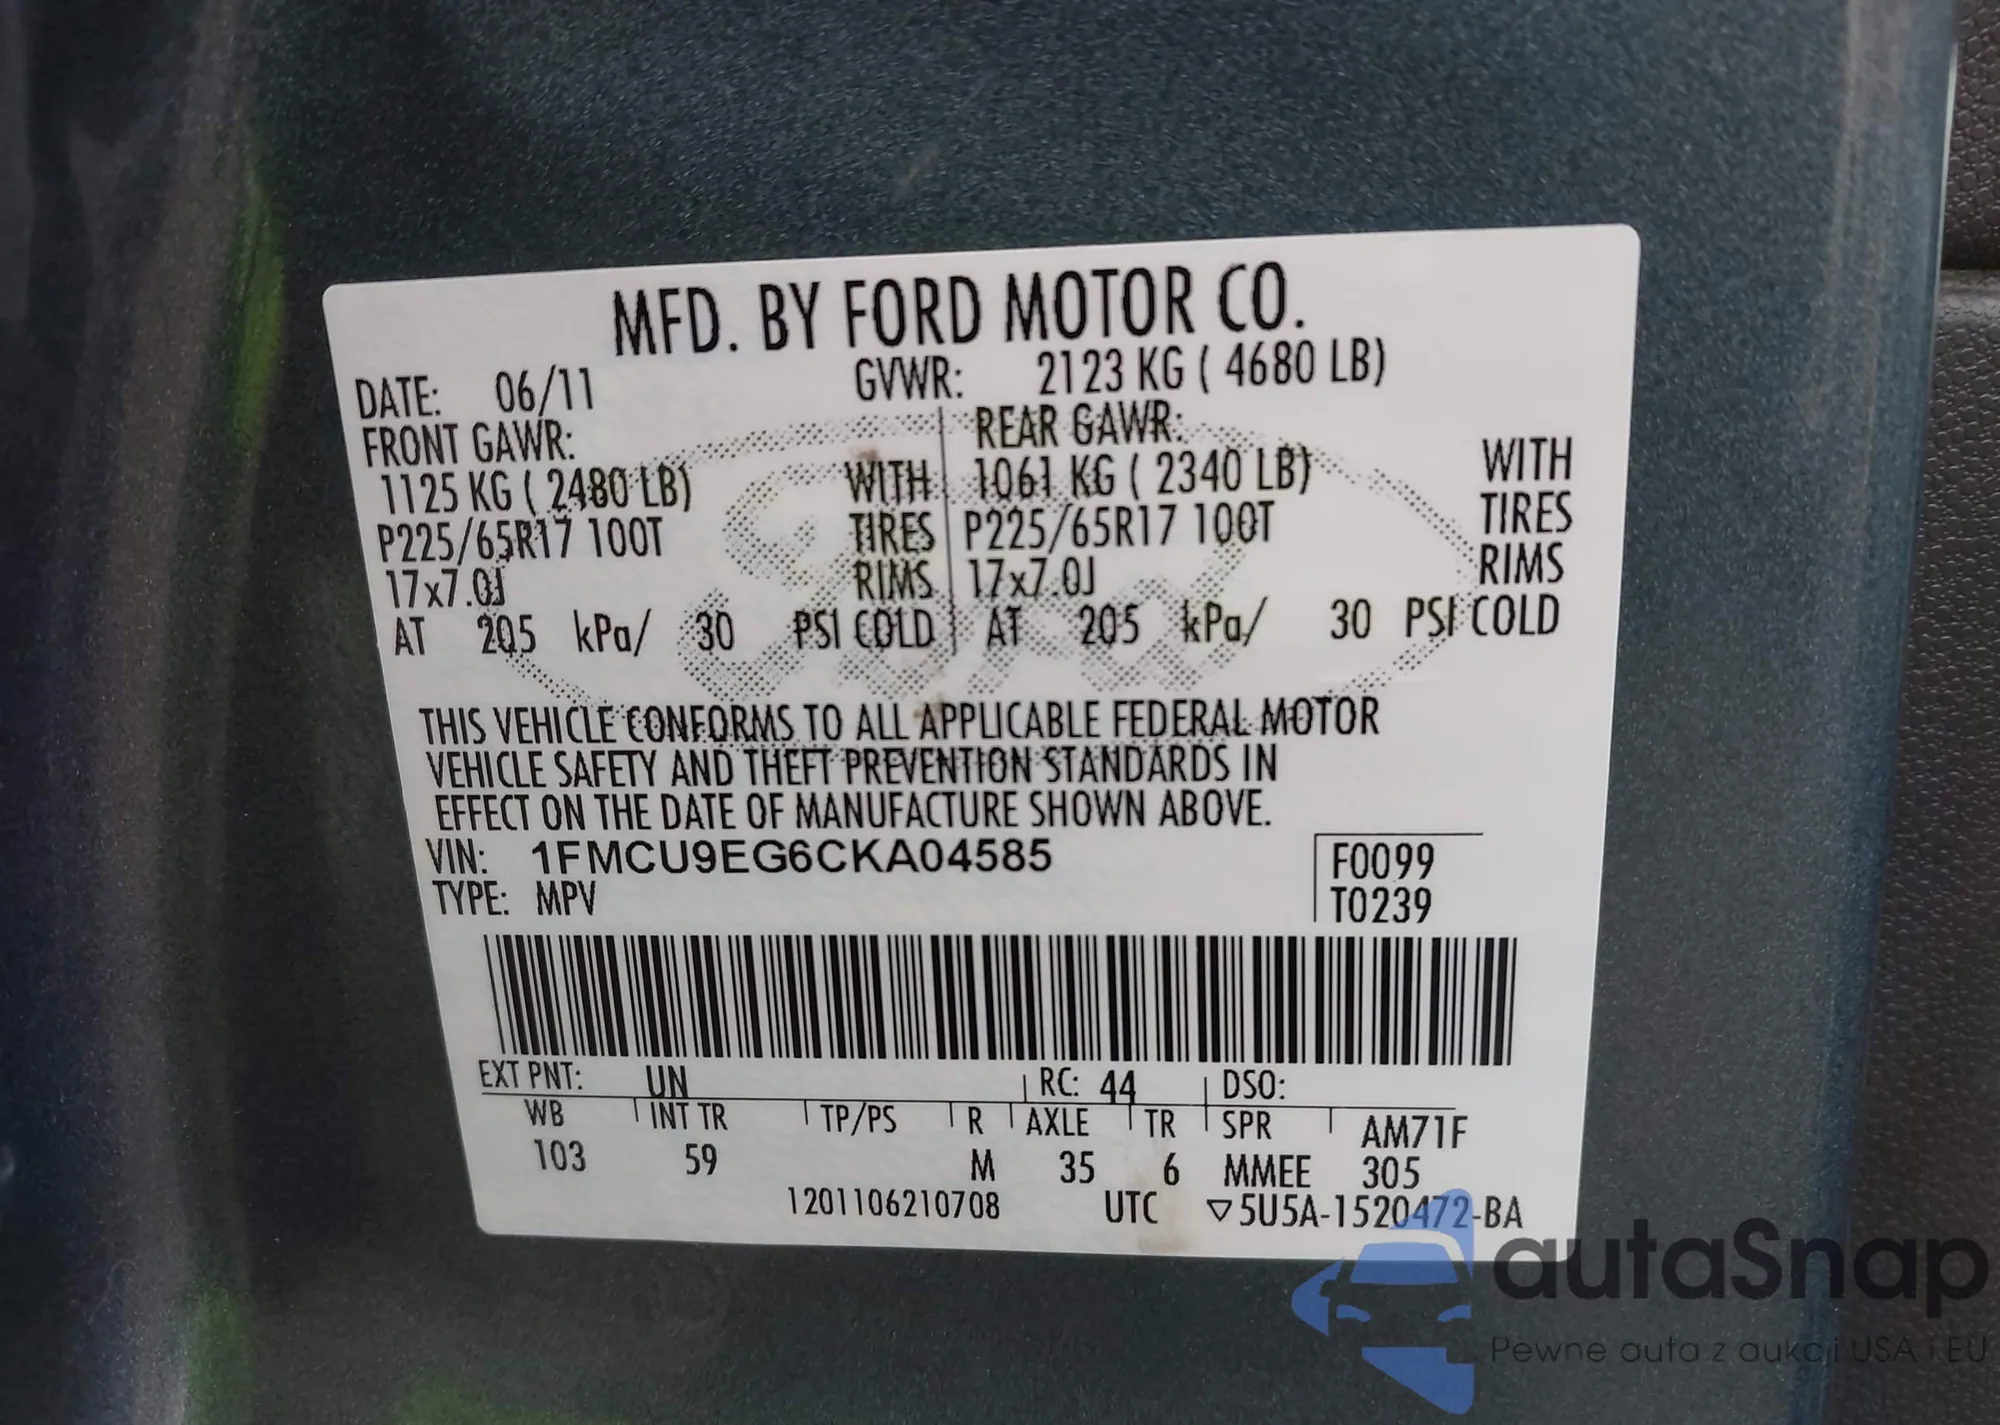 MFD. BY FORD MOTOR CO.
DATE: 06/11 GVWR: 2123 KG ( 4680 LB)
FRONT GAWR: REAR GAWR:
1125 KG ( 2480 LB) WITH 1061 KG ( 2340 LB) WITH
P225/65R17 100T TIRES P225/65R17 100T TIRES
17x7.0J RIMS 17x7.0J RIMS
AT 205 kPa/ 30 PSI COLD AT 205 kPa/ 30 PSI COLD
Ford
THIS VEHICLE CONFORMS TO ALL APPLICABLE FEDERAL MOTOR
VEHICLE SAFETY AND THEFT PREVENTION STANDARDS IN
EFFECT ON THE DATE OF MANUFACTURE SHOWN ABOVE.
VIN: 1FMCU9EG6CKA04585 F0099
TYPE: MPV T0239
EXT PNT: UN RC: 44 DSO:
WB INT TR TP/PS R AXLE TR SPR AM71F
103 59 M 35 6 MMEE 305
1201106210708 UTC ▽5U5A-1520472-BA
autaSnap
Pewne auta z aukcji USA i EU